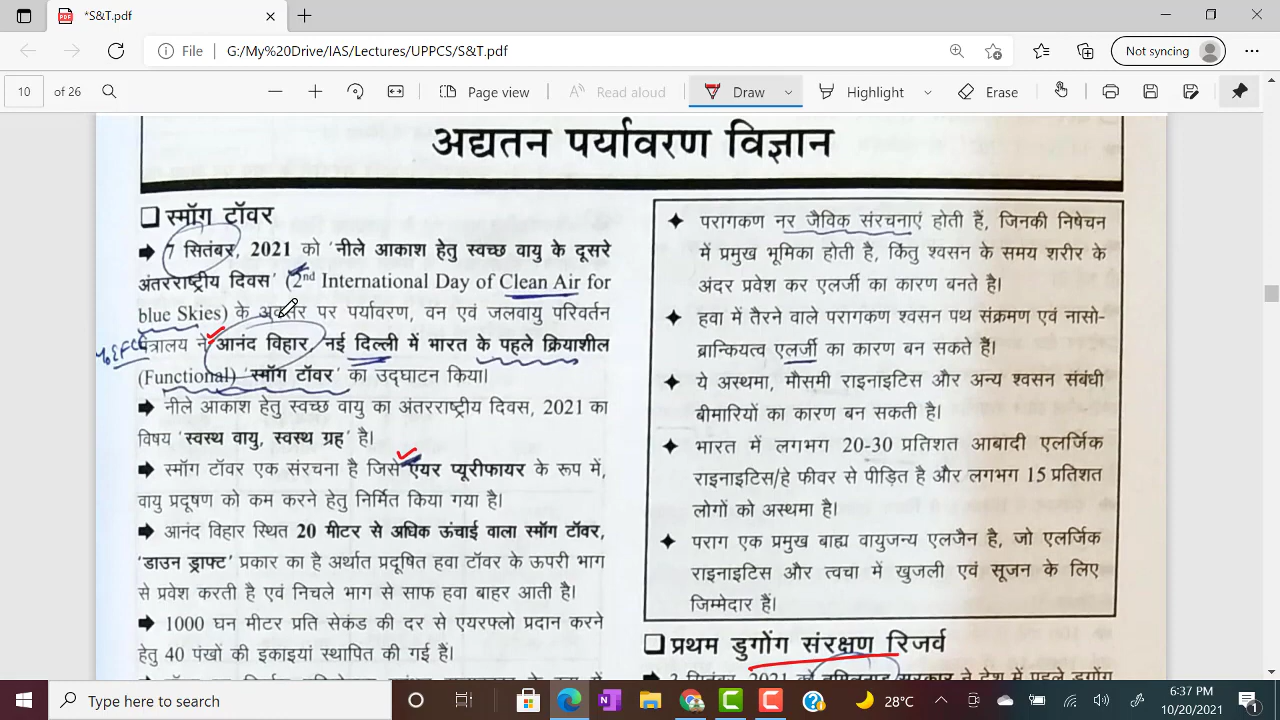 *S&T.pdf
File G:/My%20Drive/IAS/Lectures/UPPCS/S&T.pdf
Not syncing
10 of 26
Page view
Read aloud
Draw
Highlight
Erase
अद्यतन पर्यावरण विज्ञान
स्मॉग टॉवर
7 सितंबर, 2021 को 'नीले आकाश हेतु स्वच्छ वायु के दूसरे
अंतरराष्ट्रीय दिवस' (2nd International Day of Clean Air for
blue Skies) के अवसर पर पर्यावरण, वन एवं जलवायु परिवर्तन
मंत्रालय ने आनंद विहार नई दिल्ली में भारत के पहले क्रियाशील
(Functional) 'स्मॉग टॉवर' का उद्घाटन किया।
नीले आकाश हेतु स्वच्छ वायु का अंतरराष्ट्रीय दिवस, 2021 का
विषय 'स्वस्थ वायु, स्वस्थ ग्रह' है।
स्मॉग टॉवर एक संरचना है जिसे एयर प्यूरीफायर के रूप में,
वायु प्रदूषण को कम करने हेतु निर्मित किया गया है।
आनंद विहार स्थित 20 मीटर से अधिक ऊंचाई वाला स्मॉग टॉवर,
'डाउन ड्राफ्ट' प्रकार का है अर्थात प्रदूषित हवा टॉवर के ऊपरी भाग
से प्रवेश करती है एवं निचले भाग से साफ हवा बाहर आती है।
1000 घन मीटर प्रति सेकंड की दर से एयरफ्लो प्रदान करने
हेतु 40 पंखों की इकाइयां स्थापित की गई हैं।
परागकण नर जैविक संरचनाएं होती हैं, जिनकी निषेचन
में प्रमुख भूमिका होती है, किंतु श्वसन के समय शरीर के
अंदर प्रवेश कर एलर्जी का कारण बनते है।
हवा में तैरने वाले परागकण श्वसन पथ संक्रमण एवं नासो-
ब्रान्कियत्व एलर्जी का कारण बन सकते हैं।
ये अस्थमा, मौसमी राइनाइटिस और अन्य श्वसन संबंधी
बीमारियों का कारण बन सकती है।
भारत में लगभग 20-30 प्रतिशत आबादी एलर्जिक
राइनाइटिस/हे फीवर से पीड़ित है और लगभग 15 प्रतिशत
लोगों को अस्थमा है।
पराग एक प्रमुख बाह्य वायुजन्य एलर्जेन है, जो एलर्जिक
राइनाइटिस और त्वचा में खुजली एवं सूजन के लिए
जिम्मेदार हैं।
प्रथम डुगोंग संरक्षण रिजर्व
2021 को तमिलनाडु सरकार ने देश में पहले डुगोंग
Type here to search
28°C
6:37 PM
10/20/2021